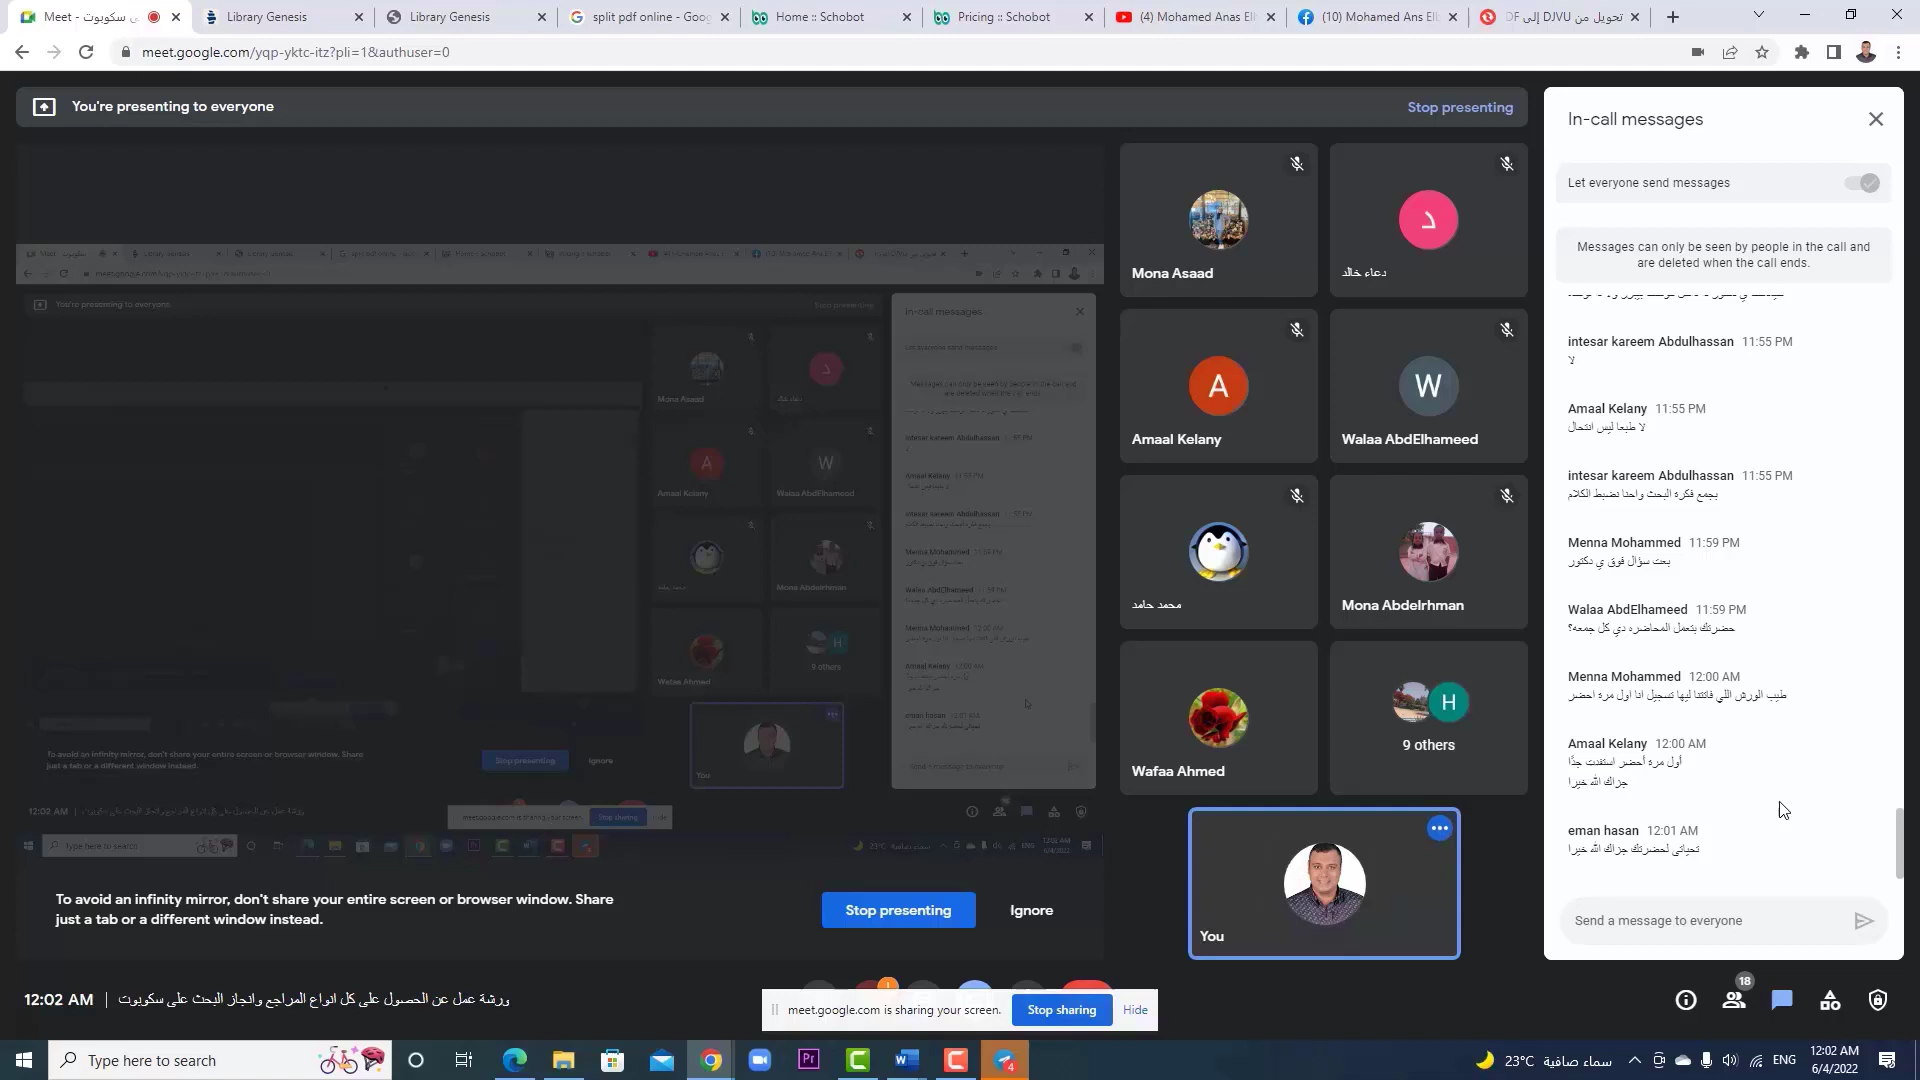 Meet - سكوبوت
Library Genesis
Library Genesis
split pdf online - Goog
Home :: Schobot
Pricing :: Schobot
(4) Mohamed Anas El
(10) Mohamed Ans El
تحويل من DJVU إلى DF
meet.google.com/yqp-yktc-itz?pli=1&authuser=0
You're presenting to everyone
Stop presenting
In-call messages
Let everyone send messages
Messages can only be seen by people in the call and
are deleted when the call ends.
intesar kareem Abdulhassan 11:55 PM
لا
Amaal Kelany 11:55 PM
لا طبعا ليس انتحال
intesar kareem Abdulhassan 11:55 PM
بجمع فكرة البحث واحنا نضبط الكلام
Menna Mohammed 11:59 PM
بعت سؤال فوق ي دكتور
Walaa AbdElhameed 11:59 PM
حضرتك بتعمل المحاضره دي كل جمعه؟
Menna Mohammed 12:00 AM
طيب الورش اللي فاتتنا ليها تسجيل انا اول مرة احضر
Amaal Kelany 12:00 AM
أول مرة أحضر استفدت جدًا
جزاك الله خيرا
eman hasan 12:01 AM
تحياتى لحضرتك جزاك الله خيرا
Send a message to everyone
Mona Asaad
دعاء خالد
Amaal Kelany
Walaa AbdElhameed
محمد حامد
Mona Abdelrhman
Wafaa Ahmed
9 others
You
To avoid an infinity mirror, don't share your entire screen or browser window. Share
just a tab or a different window instead.
Stop presenting
Ignore
12:02 AM
ورشة عمل عن الحصول على كل انواع المراجع وانجاز البحث على سكوبوت
meet.google.com is sharing your screen.
Stop sharing
Hide
18
Type here to search
23°C سماء صافية
ENG
12:02 AM
6/4/2022